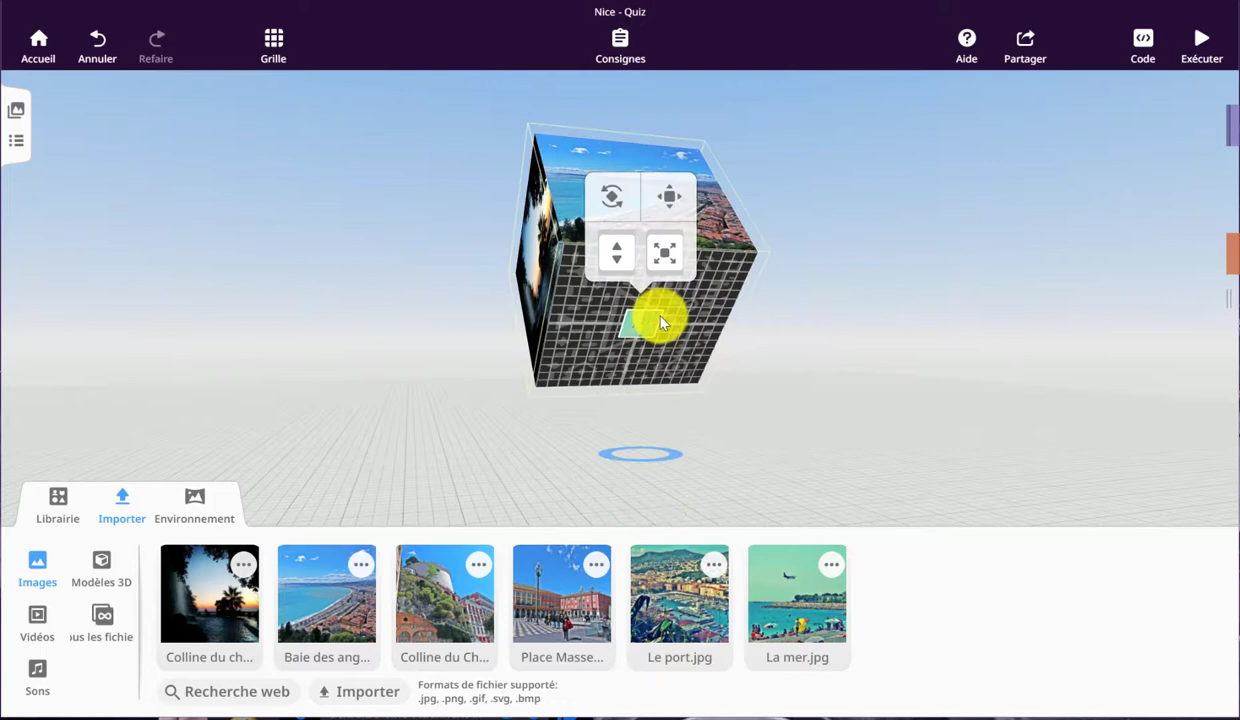 Nice - Quiz
Accueil
Annuler
Refaire
Grille
Consignes
Aide
Partager
Code
Exécuter
Librairie
Importer
Environnement
Images
Modèles 3D
Vidéos
ous les fichie
Sons
Colline du ch...
Baie des ang...
Colline du Ch...
Place Masse...
Le port.jpg
La mer.jpg
Recherche web
Importer
Formats de fichier supporté:
.jpg, .png, .gif, .svg, .bmp